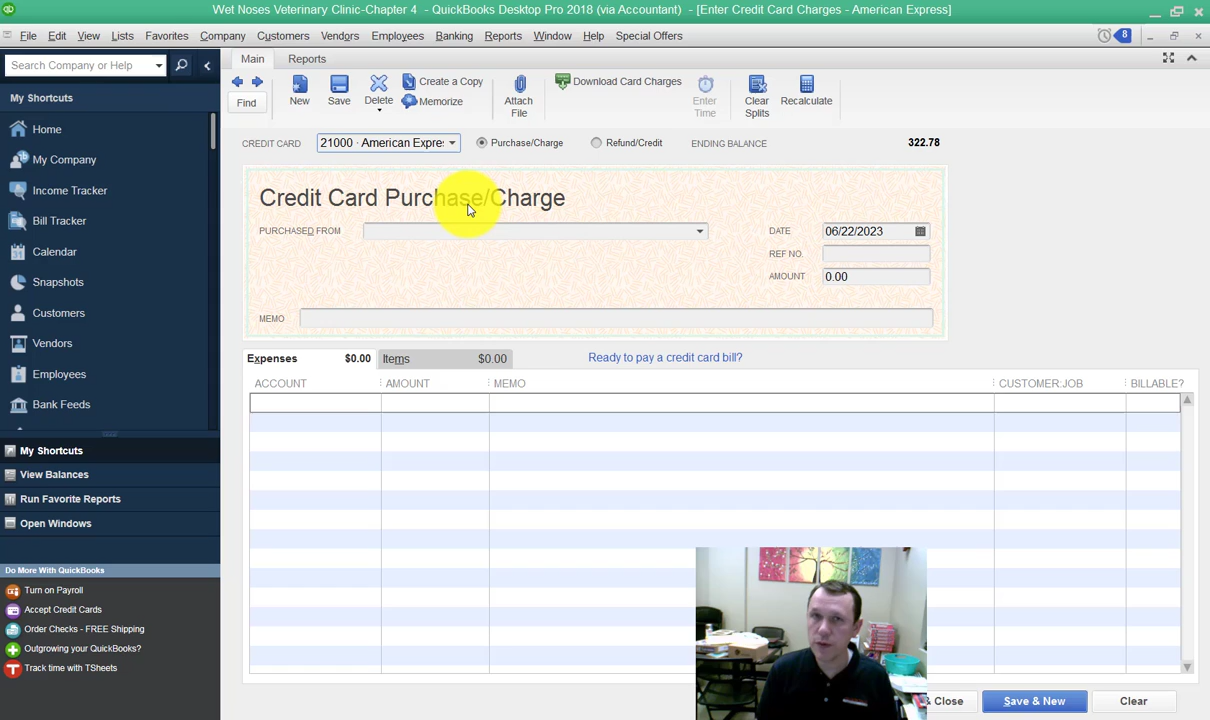 Wet Noses Veterinary Clinic-Chapter 4 - QuickBooks Desktop Pro 2018 (via Accountant) - [Enter Credit Card Charges - American Express]
File Edit View Lists Favorites Company Customers Vendors Employees Banking Reports Window Help Special Offers 8
Search Company or Help
Main Reports
My Shortcuts
Find
New
Save
Delete
Create a Copy
Memorize
Attach
File
Download Card Charges
Enter
Time
Clear
Splits
Recalculate
Home
My Company
Income Tracker
Bill Tracker
Calendar
Snapshots
Customers
Vendors
Employees
Bank Feeds
My Shortcuts
View Balances
Run Favorite Reports
Open Windows
Do More With QuickBooks
Turn on Payroll
Accept Credit Cards
Order Checks - FREE Shipping
Outgrowing your QuickBooks?
Track time with TSheets
CREDIT CARD 21000 · American Expre Purchase/Charge Refund/Credit ENDING BALANCE 322.78
Credit Card Purchase/Charge
PURCHASED FROM
DATE 06/22/2023
REF NO.
AMOUNT 0.00
MEMO
Expenses $0.00 Items $0.00 Ready to pay a credit card bill?
ACCOUNT AMOUNT MEMO CUSTOMER:JOB BILLABLE?
& Close Save & New Clear